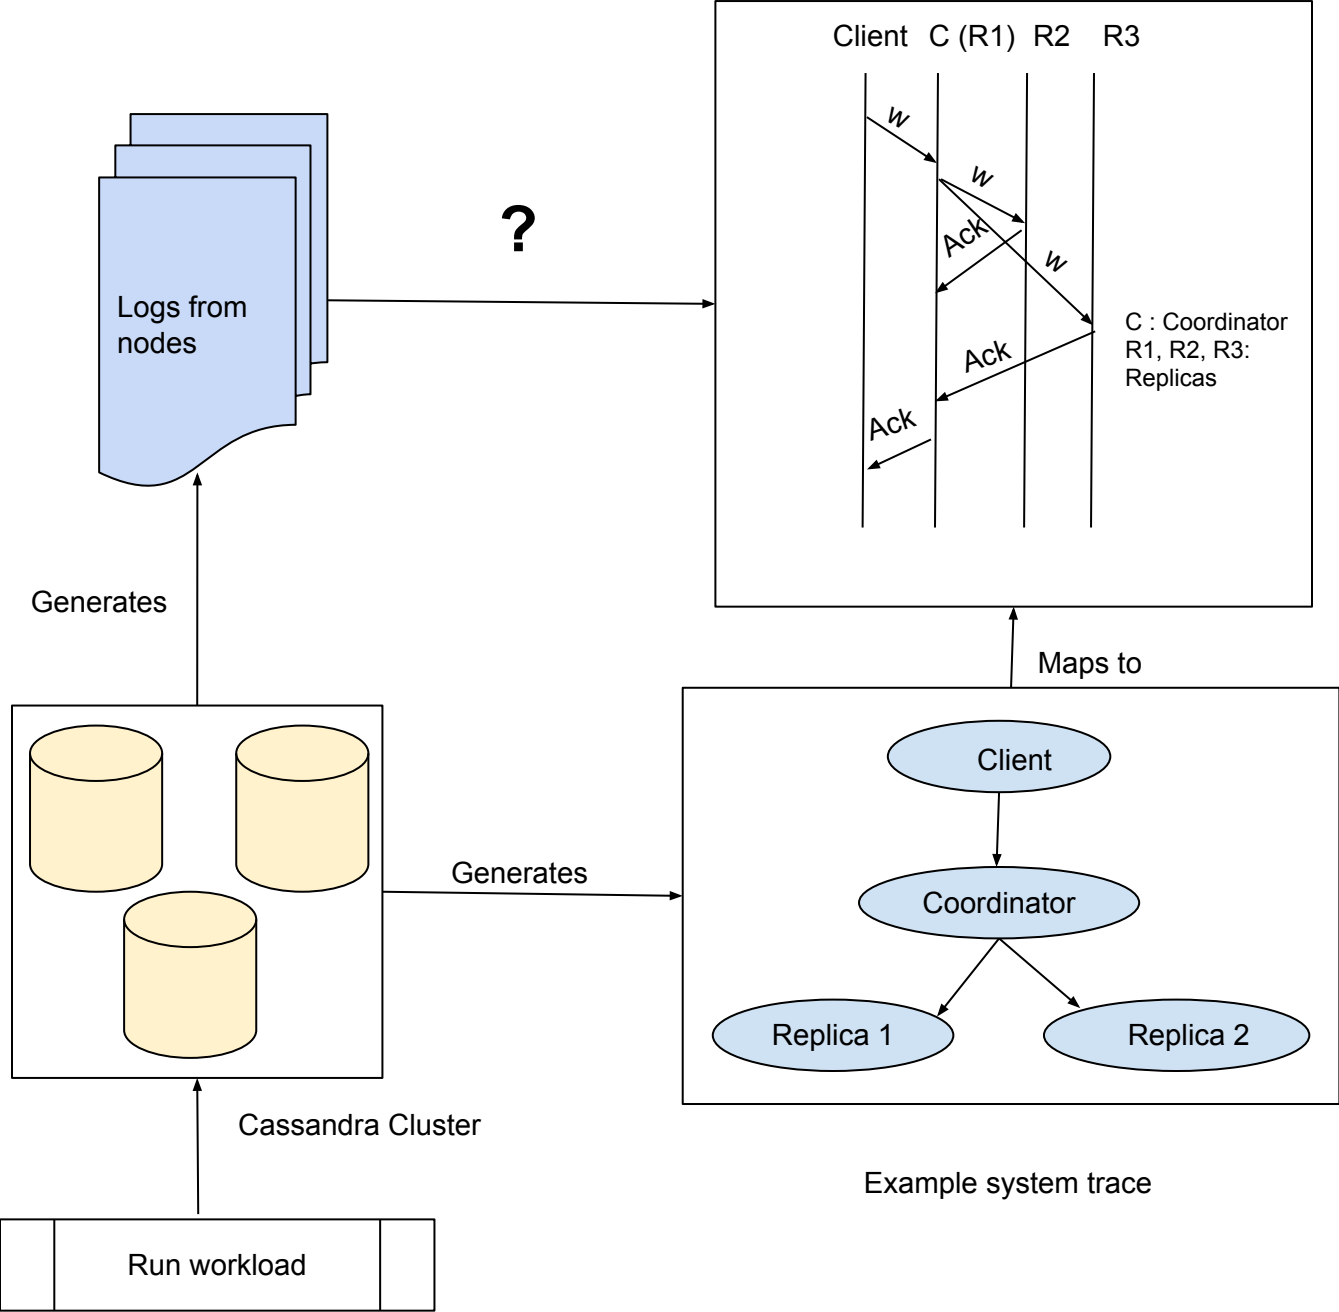 Client C (R1) R2 R3
w
w
Ack
w
?
Logs from
nodes
C : Coordinator
R1, R2, R3:
Replicas
Ack
Ack
Generates
Maps to
Client
Generates
Coordinator
Replica 1
Replica 2
Cassandra Cluster
Example system trace
Run workload